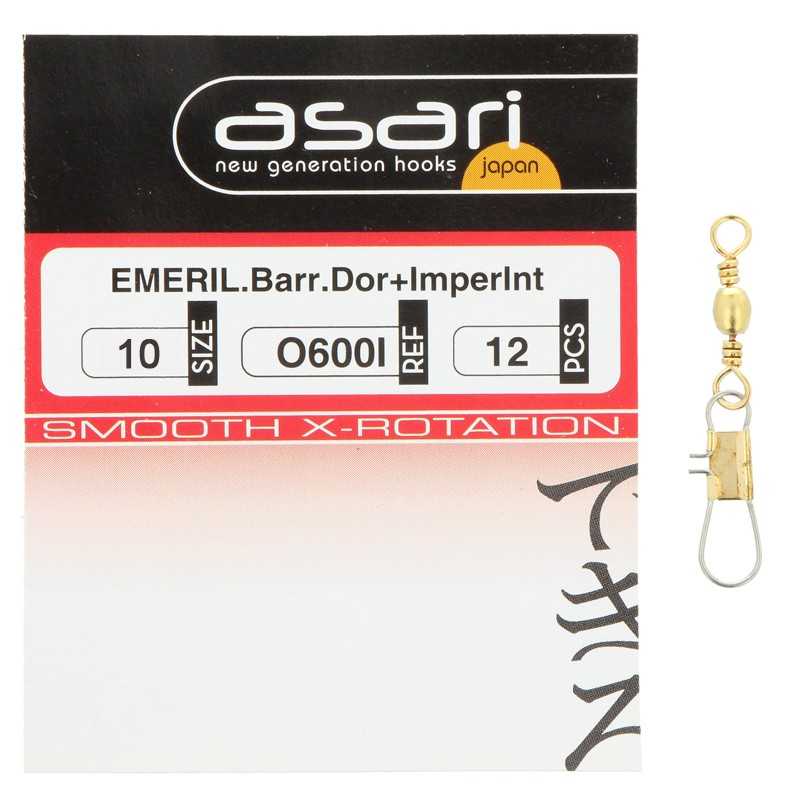 asari
new generation hooks
japan
EMERIL.Barr.Dor+ImperInt
10 SIZE O600I REF 12 PCS
SMOOTH X-ROTATION